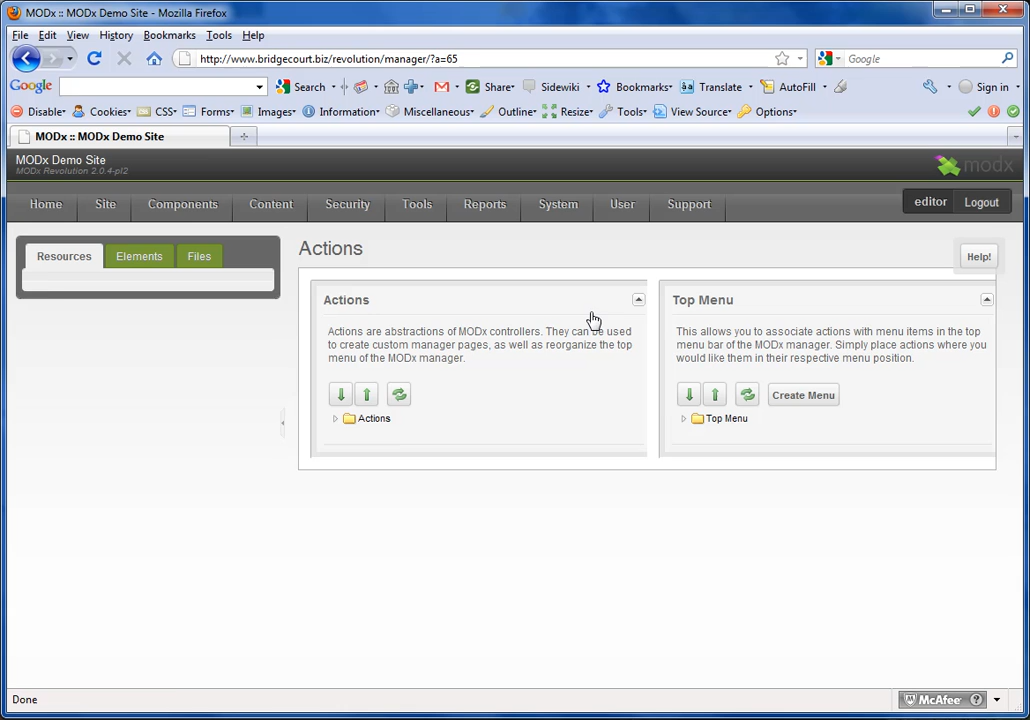 MODx :: MODx Demo Site - Mozilla Firefox
File Edit View History Bookmarks Tools Help
http://www.bridgecourt.biz/revolution/manager/?a=65
Google
Google Search Share Sidewiki Bookmarks Translate AutoFill Sign in
Disable Cookies CSS Forms Images Information Miscellaneous Outline Resize Tools View Source Options
MODx :: MODx Demo Site
MODx Demo Site
MODx Revolution 2.0.4-pl2
modx
Home Site Components Content Security Tools Reports System User Support editor Logout
Resources Elements Files
Actions
Help!
Actions
Actions are abstractions of MODx controllers. They can be used
to create custom manager pages, as well as reorganize the top
menu of the MODx manager.
Actions
Top Menu
This allows you to associate actions with menu items in the top
menu bar of the MODx manager. Simply place actions where you
would like them in their respective menu position.
Create Menu
Top Menu
Done
McAfee